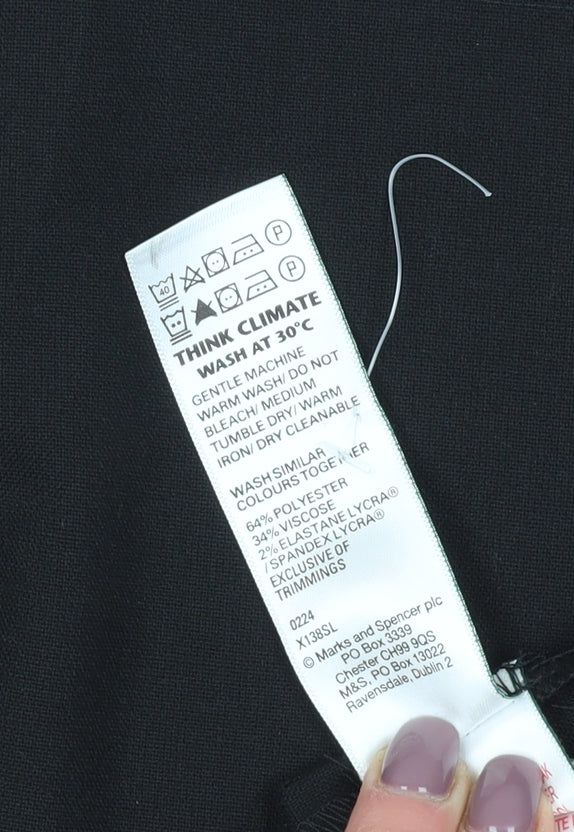 40 P
P
THINK CLIMATE
WASH AT 30°C
GENTLE MACHINE
WARM WASH/ DO NOT
BLEACH/ MEDIUM
TUMBLE DRY/ WARM
IRON/ DRY CLEANABLE
WASH SIMILAR
COLOURS TOGETHER
64% POLYESTER
34% VISCOSE
2% ELASTANE LYCRA®
/SPANDEX LYCRA®
EXCLUSIVE OF
TRIMMINGS
0224
X138SL
© Marks and Spencer plc
PO Box 3339
Chester CH99 9QS
M&S, PO Box 13022
Ravensdale, Dublin 2